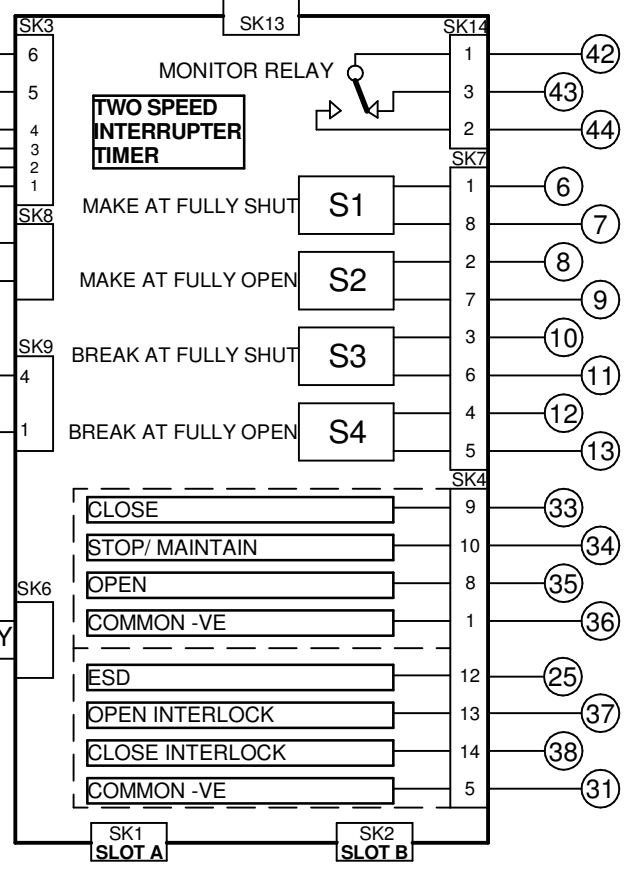 SK3
SK13
SK14
6
MONITOR RELAY
1
42
5
3
43
TWO SPEED
INTERRUPTER
TIMER
4
3
2
1
2
44
SK7
MAKE AT FULLY SHUT
S1
1
6
8
7
SK8
MAKE AT FULLY OPEN
S2
2
8
7
9
SK9
4
1
BREAK AT FULLY SHUT
S3
3
10
6
11
BREAK AT FULLY OPEN
S4
4
12
5
13
SK4
CLOSE
9
33
STOP/ MAINTAIN
10
34
SK6
OPEN
8
35
Y
COMMON -VE
1
36
ESD
12
25
OPEN INTERLOCK
13
37
CLOSE INTERLOCK
14
38
COMMON -VE
5
31
SK1
SLOT A
SK2
SLOT B